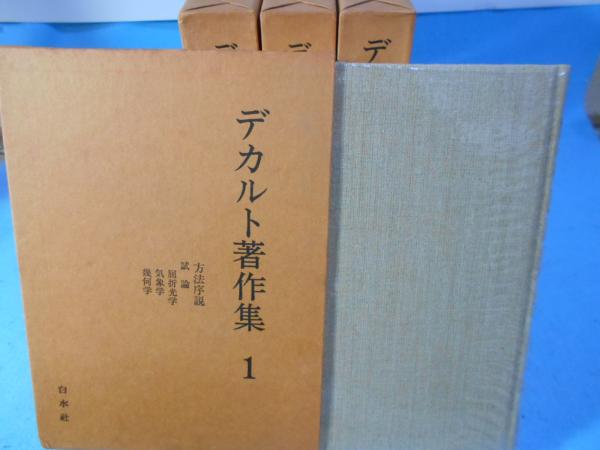 デ
デ
デ
デカルト著作集 1
方法序説
試論
屈折光学
気象学
幾何学
白水社